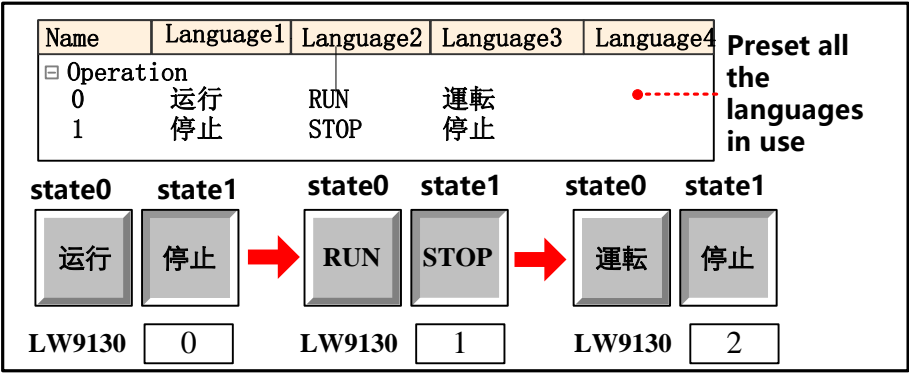 Name Language1 Language2 Language3 Language4
Operation
0 运行 RUN 運転
1 停止 STOP 停止
Preset all
the
languages
in use
state0 state1 state0 state1 state0 state1
运行 停止 RUN STOP 運転 停止
LW9130 0 LW9130 1 LW9130 2